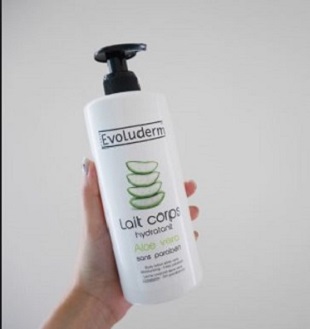 Evoluderm
Lait corps
hydratant
Aloe vera
sans paraben